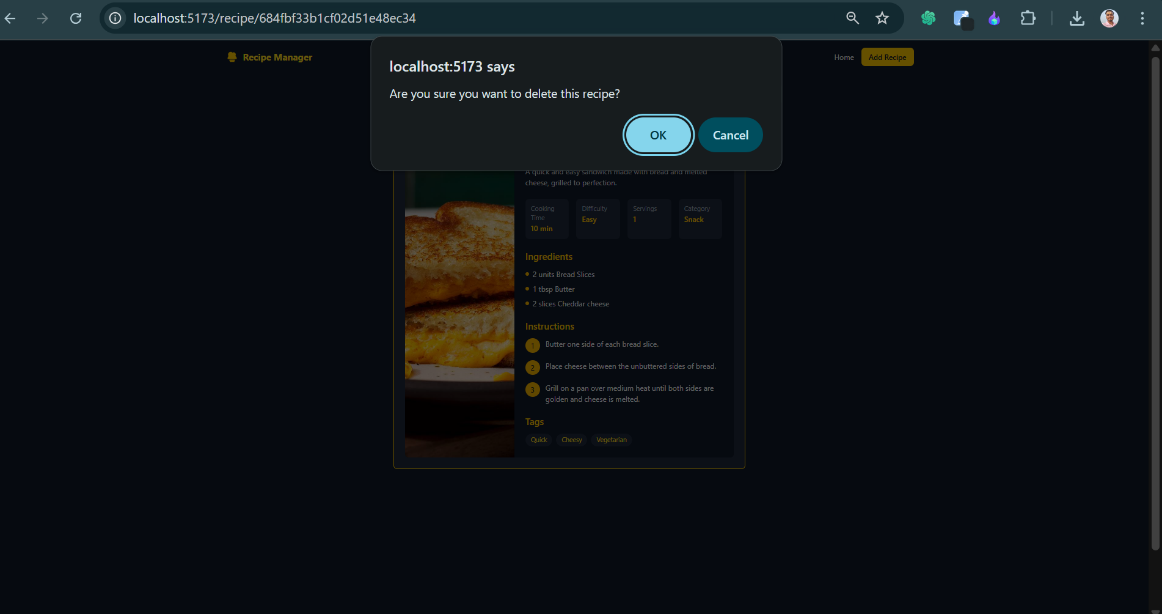 localhost:5173/recipe/684fbf33b1cf02d51e48ec34
Recipe Manager
Home
Add Recipe
localhost:5173 says
Are you sure you want to delete this recipe?
OK
Cancel
A quick and easy sandwich made with bread and melted
cheese, grilled to perfection.
Cooking
Time
10 min
Difficulty
Easy
Servings
1
Category
Snack
Ingredients
2 units Bread Slices
1 tbsp Butter
2 slices Cheddar cheese
Instructions
1 Butter one side of each bread slice.
2 Place cheese between the unbuttered sides of bread.
3 Grill on a pan over medium heat until both sides are
golden and cheese is melted.
Tags
Quick
Cheesy
Vegetarian